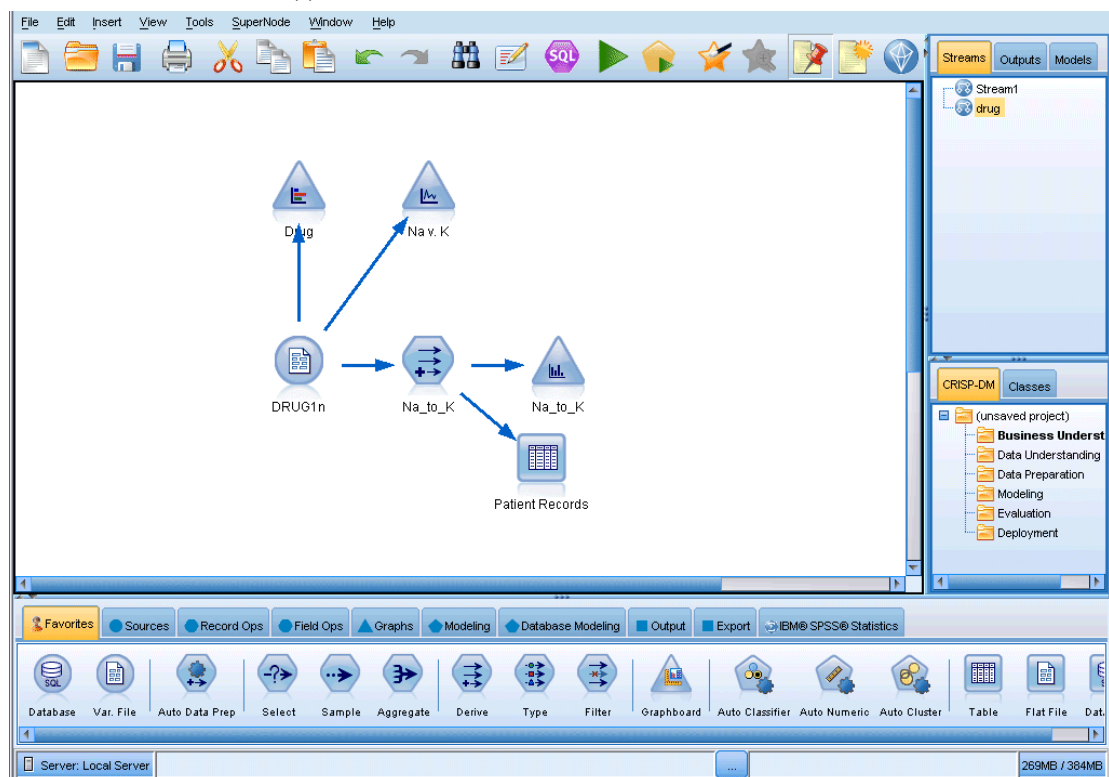 File Edit Insert View Tools SuperNode Window Help
SQL
Streams Outputs Models
Stream1
drug
Drug
Na v. K
DRUG1n
Na_to_K
Na_to_K
Patient Records
CRISP-DM Classes
(unsaved project)
Business Underst
Data Understanding
Data Preparation
Modeling
Evaluation
Deployment
Favorites Sources Record Ops Field Ops Graphs Modeling Database Modeling Output Export IBM® SPSS® Statistics
SQL
Database Var. File Auto Data Prep Select Sample Aggregate Derive Type Filter Graphboard Auto Classifier Auto Numeric Auto Cluster Table Flat File Dat
Server: Local Server ... 269MB / 384MB